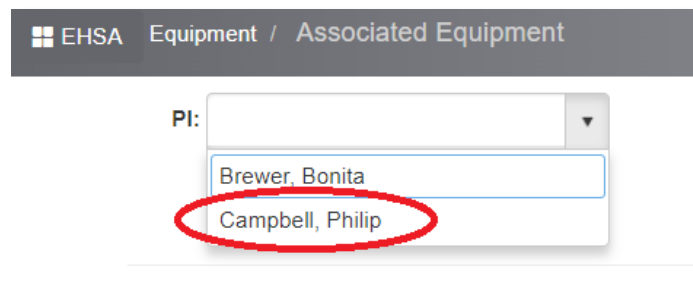 EHSA Equipment / Associated Equipment
PI:
Brewer, Bonita
Campbell, Philip